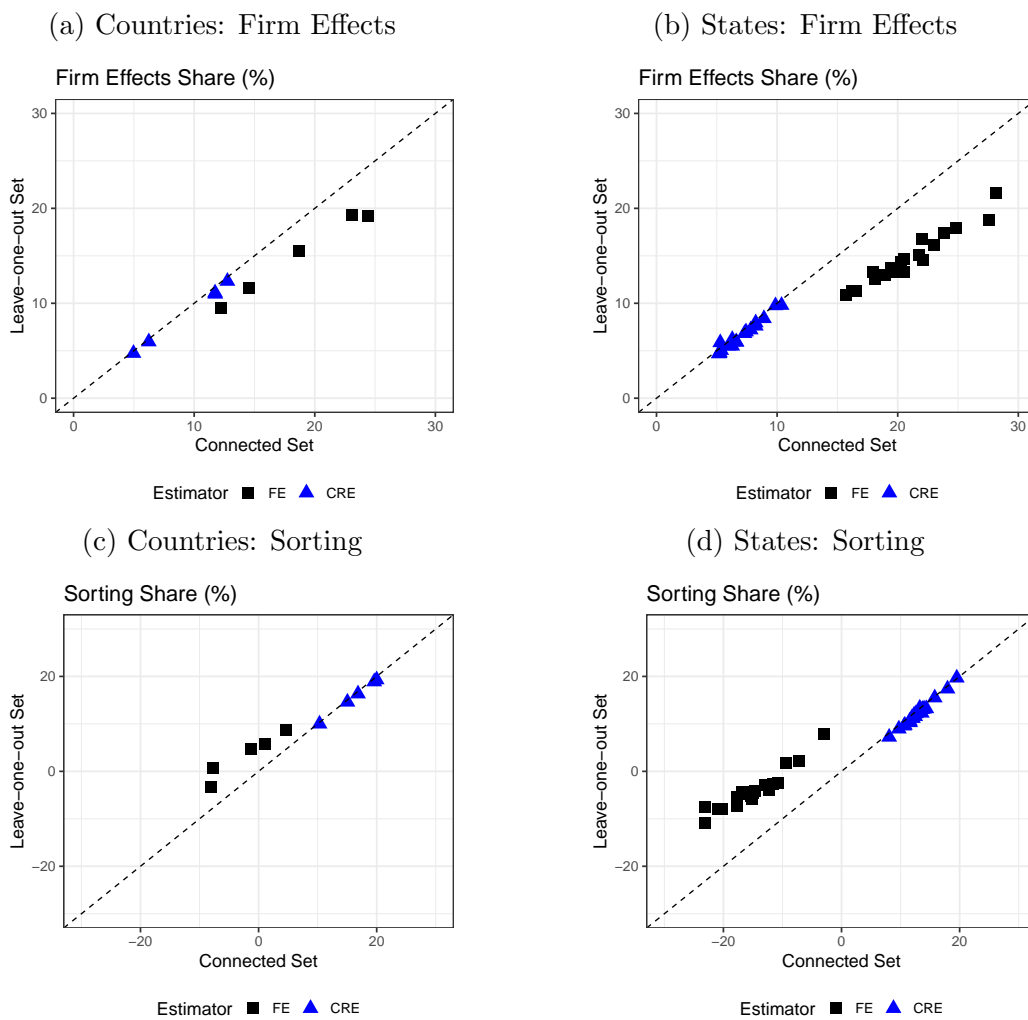 (a) Countries: Firm Effects
Firm Effects Share (%)
30
20
10
0
Leave−one−out Set
0 10 20 30
Connected Set
Estimator FE CRE
(b) States: Firm Effects
Firm Effects Share (%)
30
20
10
0
Leave−one−out Set
0 10 20 30
Connected Set
Estimator FE CRE
(c) Countries: Sorting
Sorting Share (%)
20
0
−20
Leave−one−out Set
−20 0 20
Connected Set
Estimator FE CRE
(d) States: Sorting
Sorting Share (%)
20
0
−20
Leave−one−out Set
−20 0 20
Connected Set
Estimator FE CRE